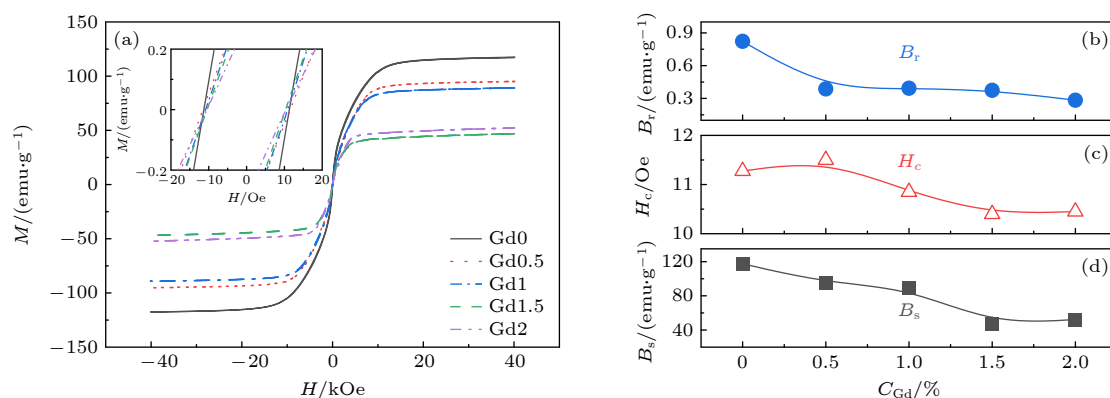 (a)
M/(emu·g⁻¹)
150
100
50
0
−50
−100
−150
−40
−20
0
20
40
H/kOe
M/(emu·g⁻¹)
0.2
0
−0.2
−20
−10
0
10
20
H/Oe
Gd0
Gd0.5
Gd1
Gd1.5
Gd2
(b)
Bᵣ/(emu·g⁻¹)
0.9
0.6
0.3
Bᵣ
(c)
H_c/Oe
12
11
10
H_c
(d)
Bₛ/(emu·g⁻¹)
120
80
40
Bₛ
0
0.5
1.0
1.5
2.0
C_Gd/%